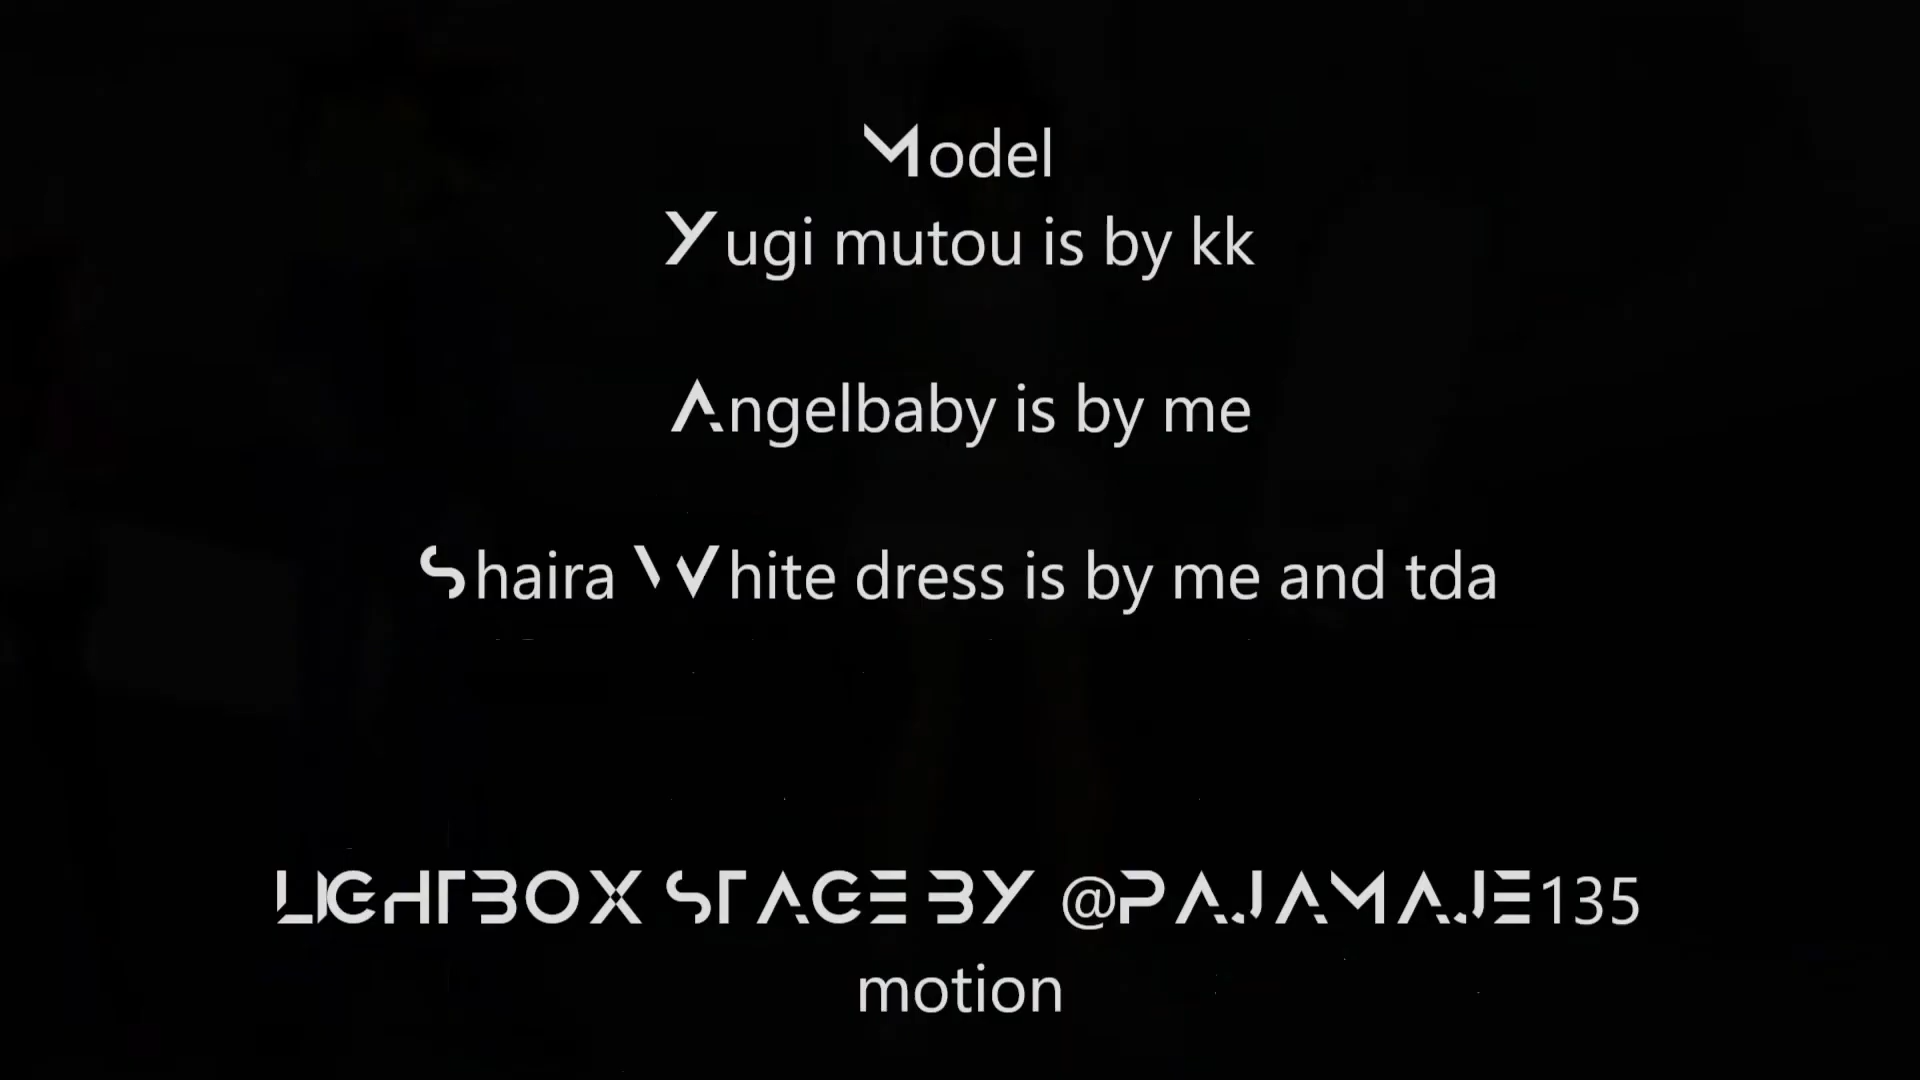 Model
Yugi mutou is by kk
Angelbaby is by me
Shaira White dress is by me and tda
LIGHTBOX STAGE BY @PAJAMAJE135
motion